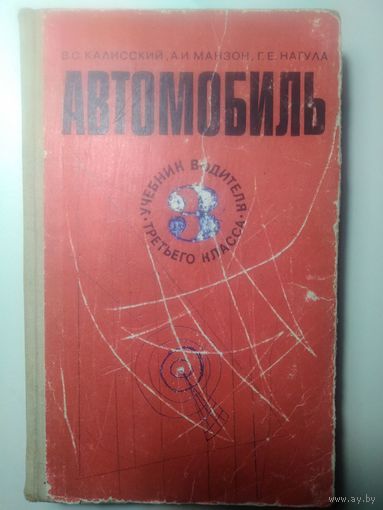 В.С. КАЛИССКИЙ, А.И. МАНЗОН, Г.Е. НАГУЛА
АВТОМОБИЛЬ
• УЧЕБНИК ВОДИТЕЛЯ •
3
ТРЕТЬЕГО КЛАССА
www.ay.by